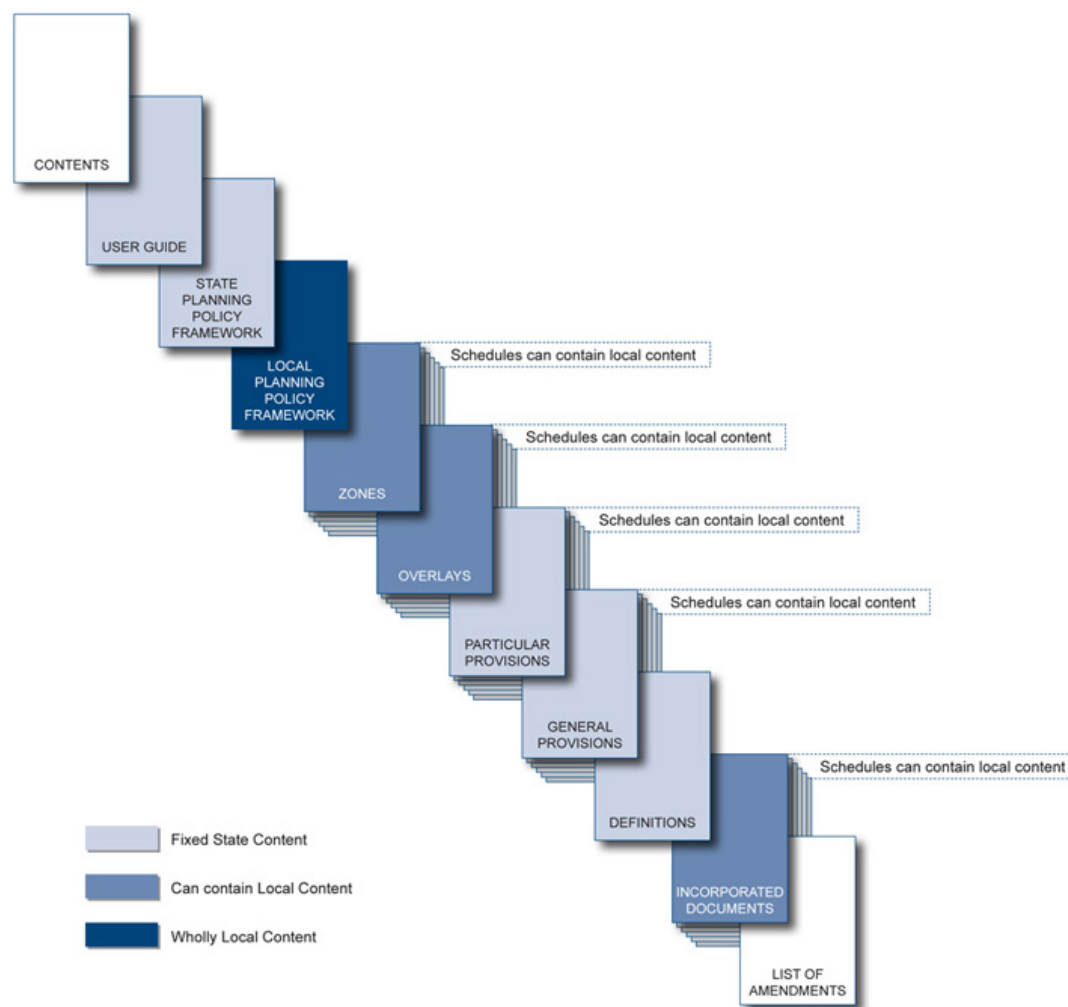 CONTENTS
USER GUIDE
STATE
PLANNING
POLICY
FRAMEWORK
LOCAL
PLANNING
POLICY
FRAMEWORK
Schedules can contain local content
ZONES
Schedules can contain local content
OVERLAYS
Schedules can contain local content
PARTICULAR
PROVISIONS
Schedules can contain local content
GENERAL
PROVISIONS
DEFINITIONS
Schedules can contain local content
INCORPORATED
DOCUMENTS
LIST OF
AMENDMENTS
Fixed State Content
Can contain Local Content
Wholly Local Content